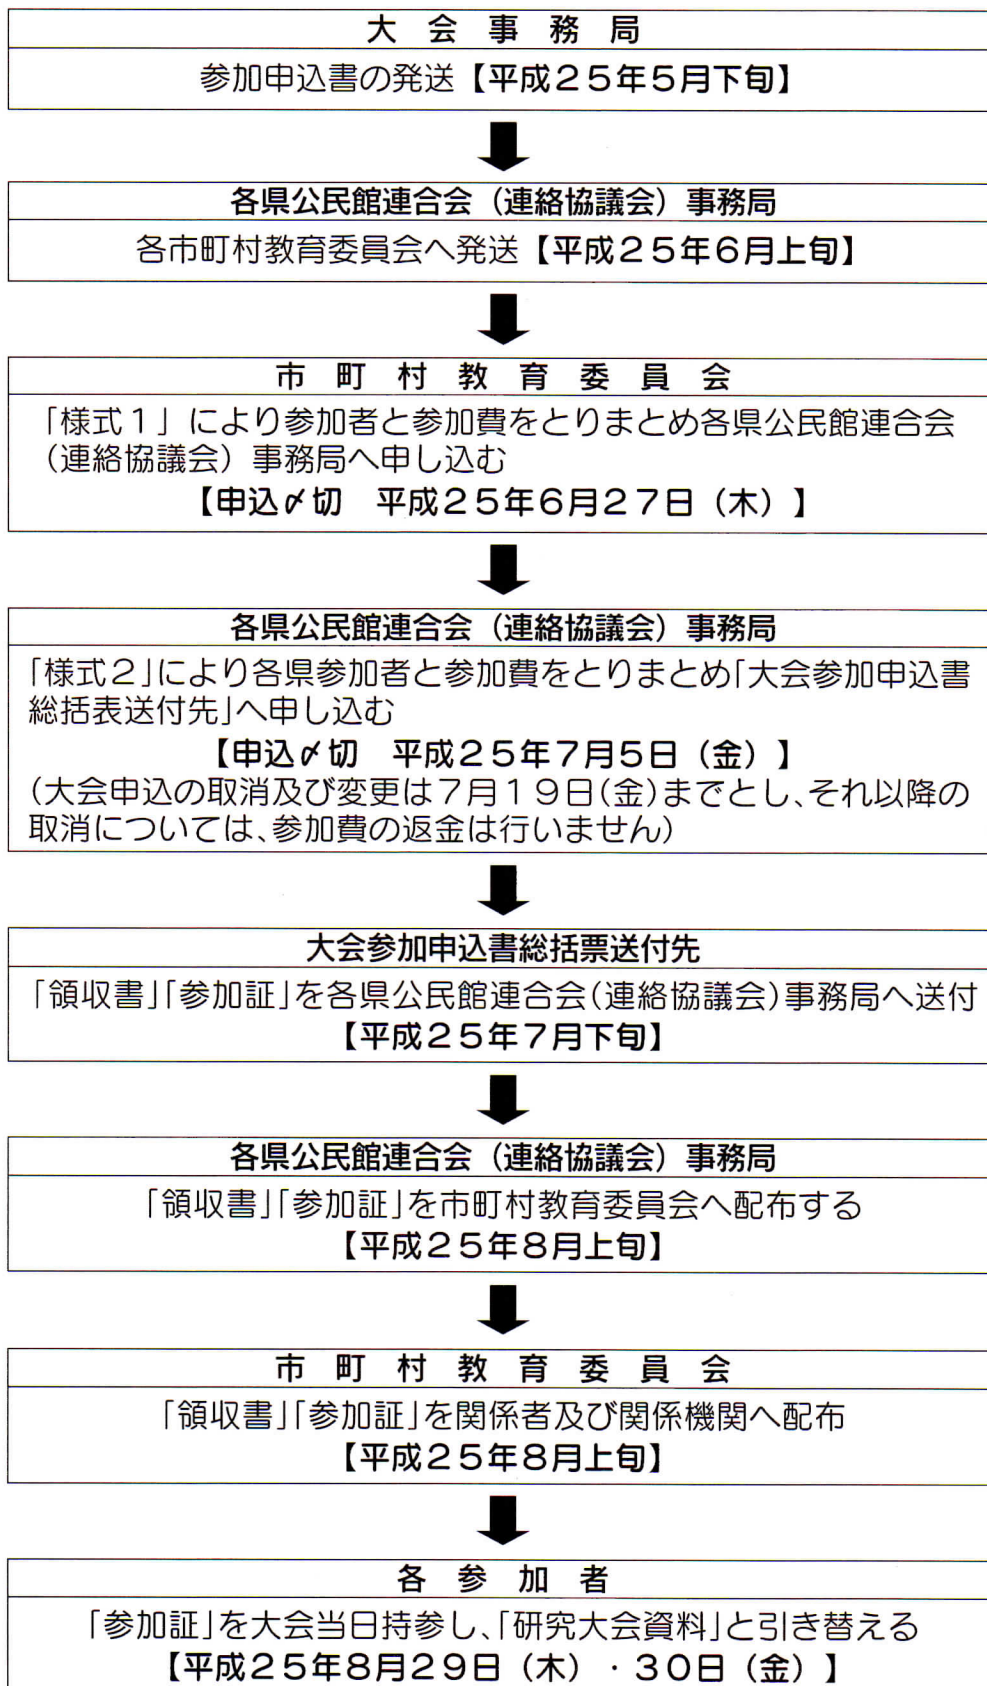 大　会　事　務　局
参加申込書の発送【平成２５年５月下旬】
各県公民館連合会（連絡協議会）事務局
各市町村教育委員会へ発送【平成２５年６月上旬】
市　町　村　教　育　委　員　会
「様式１」により参加者と参加費をとりまとめ各県公民館連合会
（連絡協議会）事務局へ申し込む
【申込〆切　平成２５年６月２７日（木）】
各県公民館連合会（連絡協議会）事務局
「様式２」により各県参加者と参加費をとりまとめ「大会参加申込書
総括表送付先」へ申し込む
【申込〆切　平成２５年７月５日（金）】
（大会申込の取消及び変更は７月１９日（金）までとし、それ以降の
取消については、参加費の返金は行いません）
大会参加申込書総括票送付先
「領収書」「参加証」を各県公民館連合会（連絡協議会）事務局へ送付
【平成２５年７月下旬】
各県公民館連合会（連絡協議会）事務局
「領収書」「参加証」を市町村教育委員会へ配布する
【平成２５年８月上旬】
市　町　村　教　育　委　員　会
「領収書」「参加証」を関係者及び関係機関へ配布
【平成２５年８月上旬】
各　参　加　者
「参加証」を大会当日持参し、「研究大会資料」と引き替える
【平成２５年８月２９日（木）・３０日（金）】